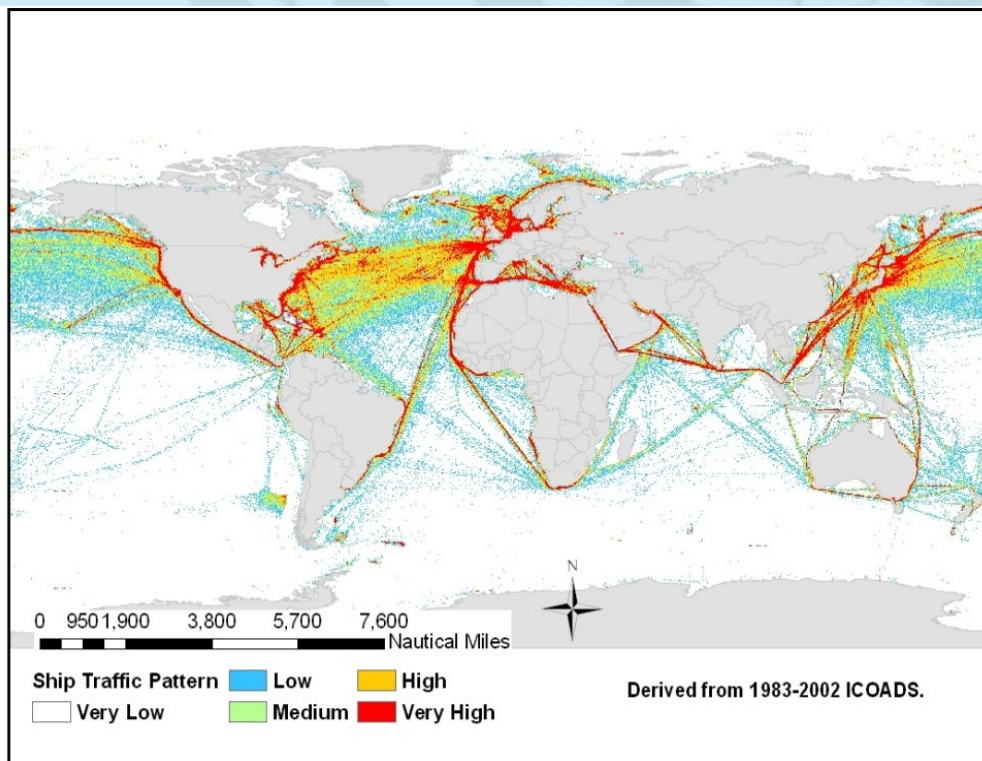 N
0 950 1,900 3,800 5,700 7,600
Nautical Miles
Ship Traffic Pattern Low High
Very Low Medium Very High
Derived from 1983-2002 ICOADS.